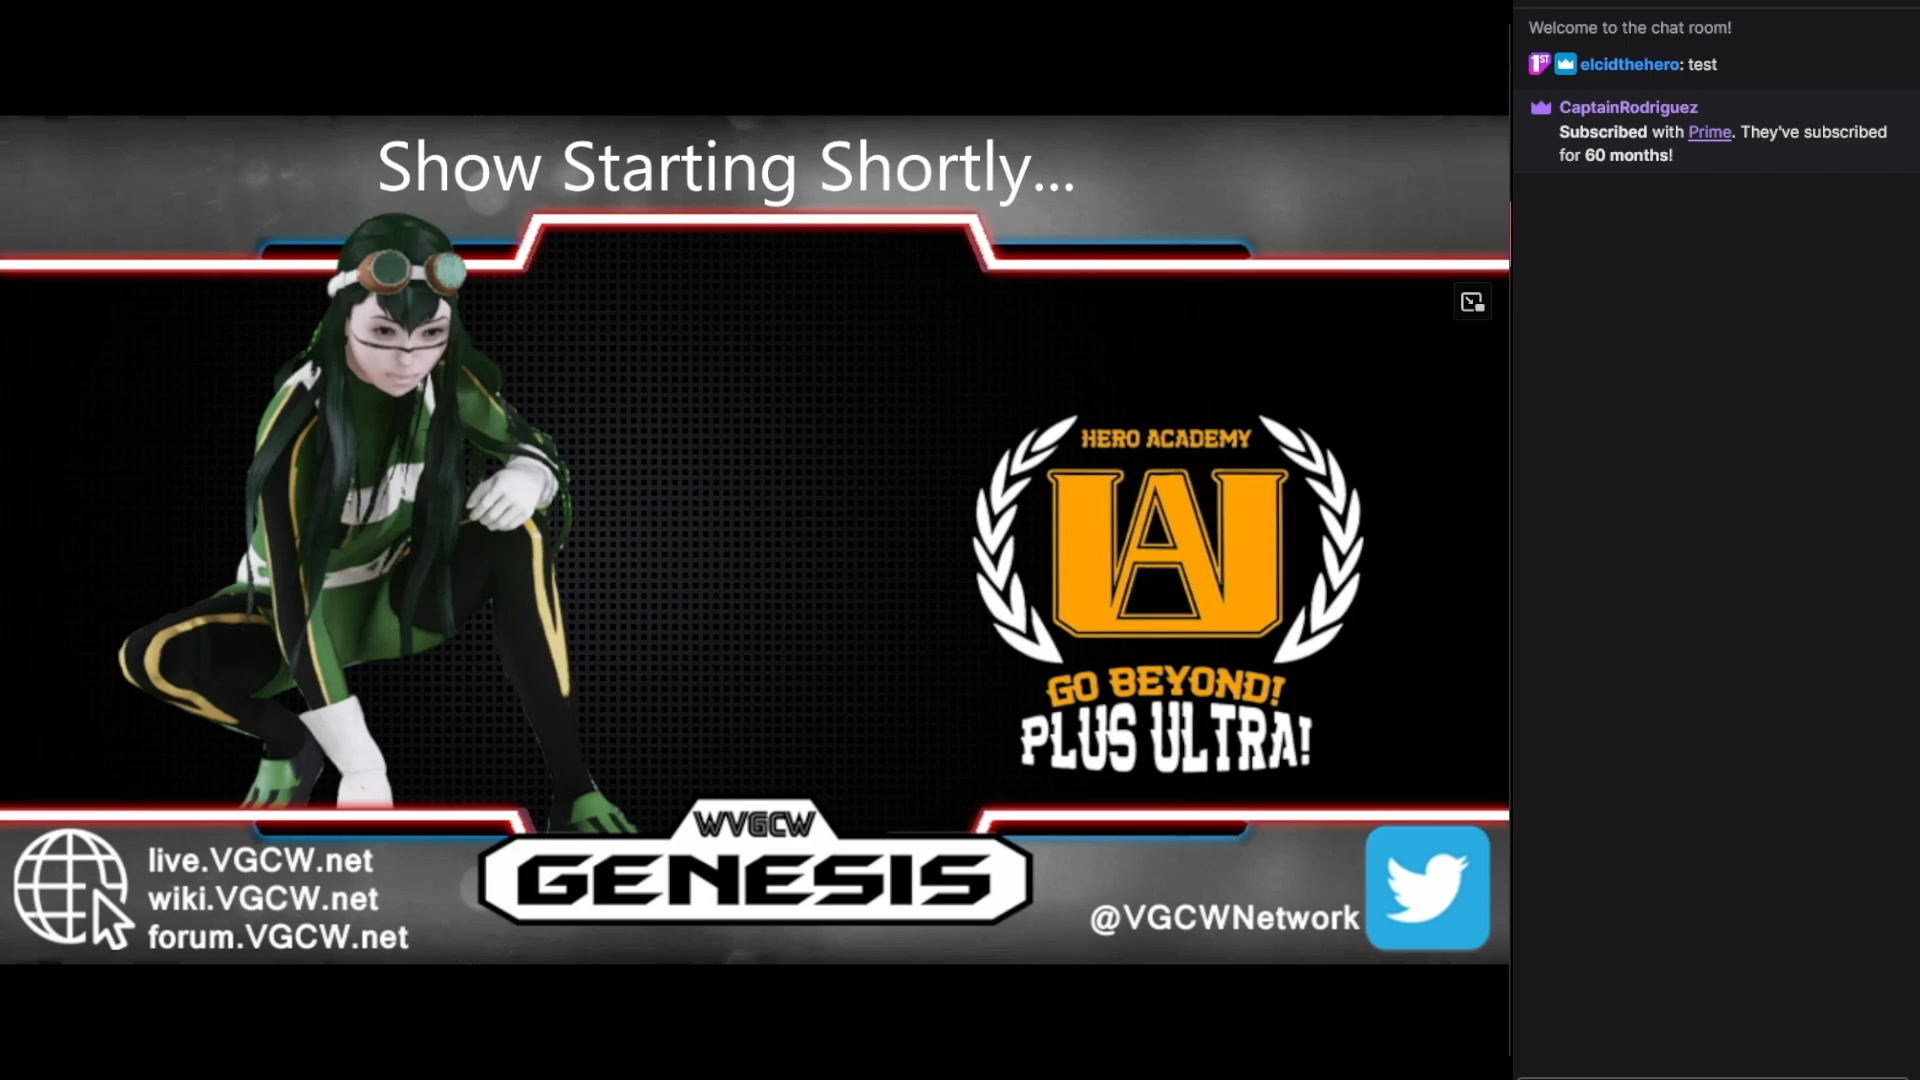 Show Starting Shortly...
HERO ACADEMY
UA
GO BEYOND!
PLUS ULTRA!
WVGCW
GENESIS
live.VGCW.net
wiki.VGCW.net
forum.VGCW.net
@VGCWNetwork
Welcome to the chat room!
1ST elcidthehero: test
CaptainRodriguez
Subscribed with Prime. They've subscribed
for 60 months!